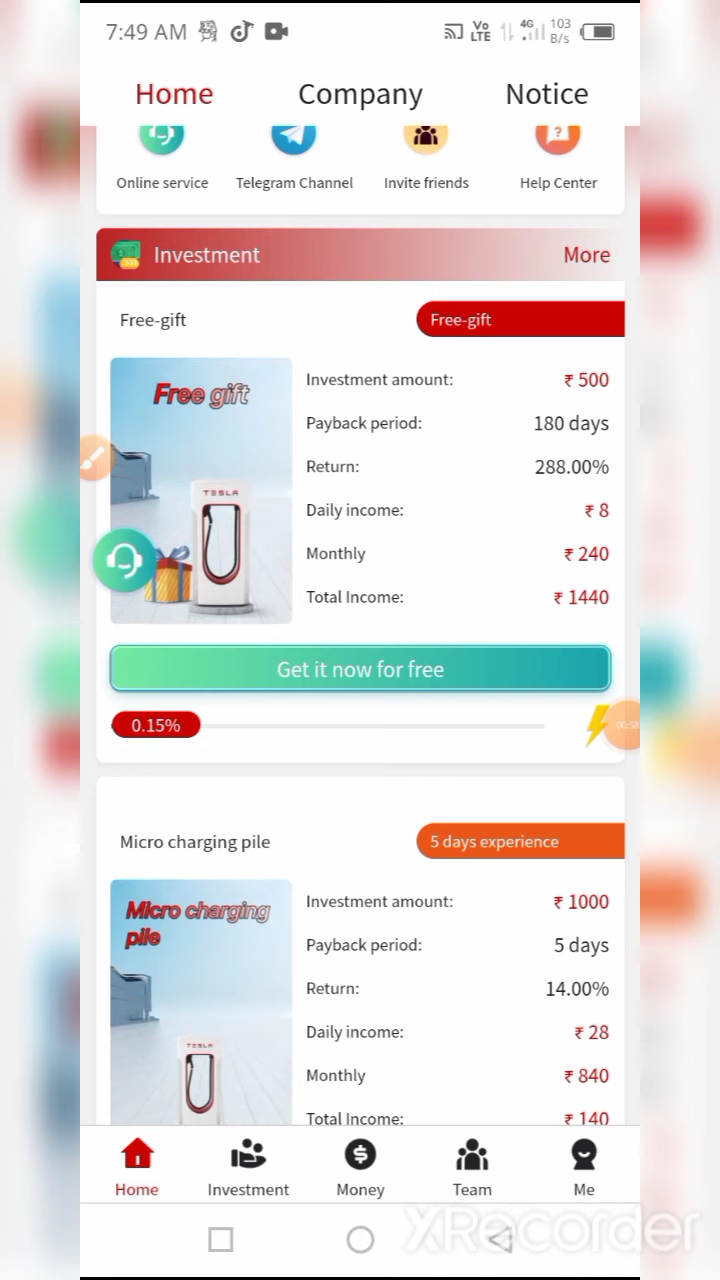 7:49 AM
Vo LTE 4G 103 B/s
Home Company Notice
Online service Telegram Channel Invite friends Help Center
Investment More
Free-gift Free-gift
Free gift
TESLA
Investment amount: ₹ 500
Payback period: 180 days
Return: 288.00%
Daily income: ₹ 8
Monthly ₹ 240
Total Income: ₹ 1440
Get it now for free
0.15%
Micro charging pile 5 days experience
Micro charging
pile
TESLA
Investment amount: ₹ 1000
Payback period: 5 days
Return: 14.00%
Daily income: ₹ 28
Monthly ₹ 840
Total Income: ₹ 140
Home Investment Money Team Me
XRecorder